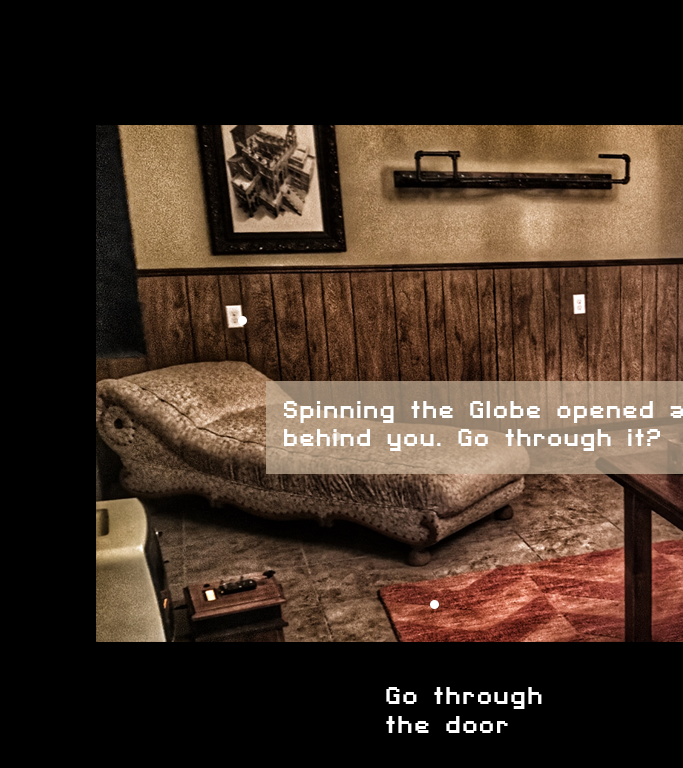 Spinning the Globe opened a
behind you. Go through it?
Go through
the door